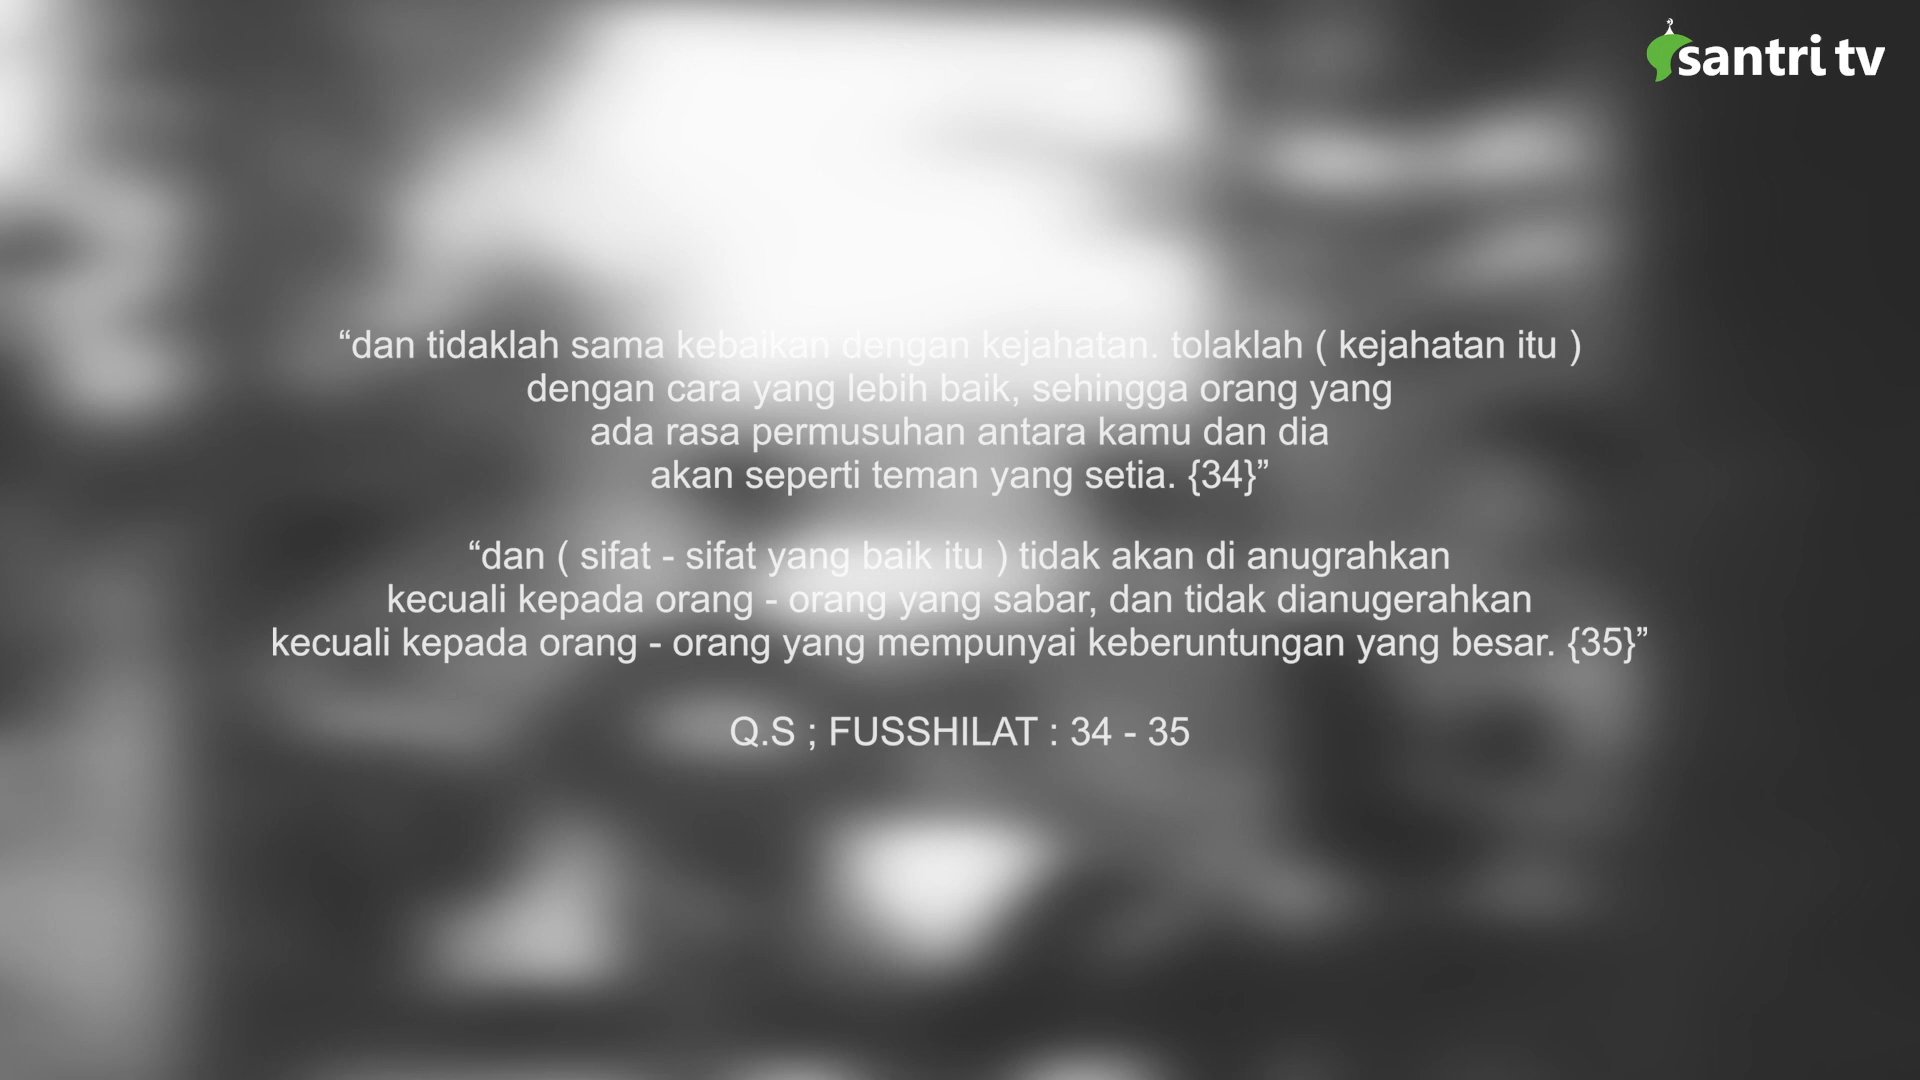 santri tv
“dan tidaklah sama kebaikan dengan kejahatan. tolaklah ( kejahatan itu )
dengan cara yang lebih baik, sehingga orang yang
ada rasa permusuhan antara kamu dan dia
akan seperti teman yang setia. {34}”
“dan ( sifat - sifat yang baik itu ) tidak akan di anugrahkan
kecuali kepada orang - orang yang sabar, dan tidak dianugerahkan
kecuali kepada orang - orang yang mempunyai keberuntungan yang besar. {35}”
Q.S ; FUSSHILAT : 34 - 35